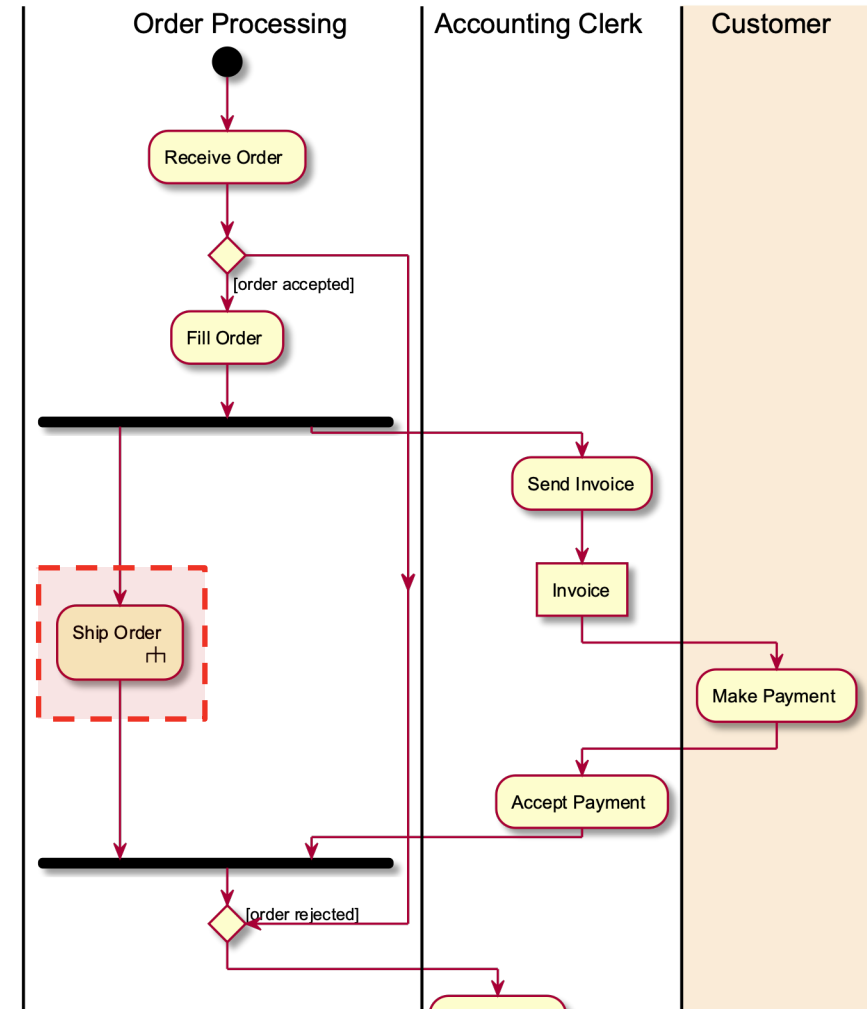 Order Processing
Accounting Clerk
Customer
Receive Order
[order accepted]
Fill Order
Send Invoice
Invoice
Ship Order
Make Payment
Accept Payment
[order rejected]